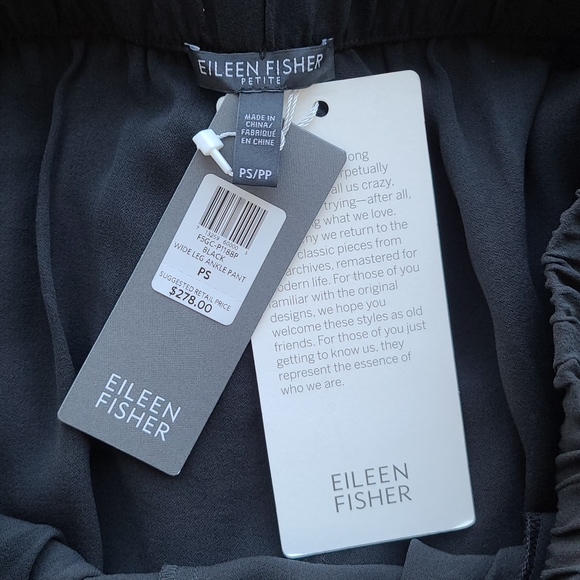 EILEEN FISHER
PETITE
MADE IN
CHINA/
FABRIQUÉ
EN CHINE
PS/PP
F5GC-P1188P
BLACK
WIDE LEG ANKLE PANT
PS
SUGGESTED RETAIL PRICE
$278.00
EILEEN
FISHER
perpetually
all us crazy,
trying—after all,
what we love.
why we return to the
classic pieces from
archives, remastered for
modern life. For those of you
familiar with the original
designs, we hope you
welcome these styles as old
friends. For those of you just
getting to know us, they
represent the essence of
who we are.
EILEEN
FISHER